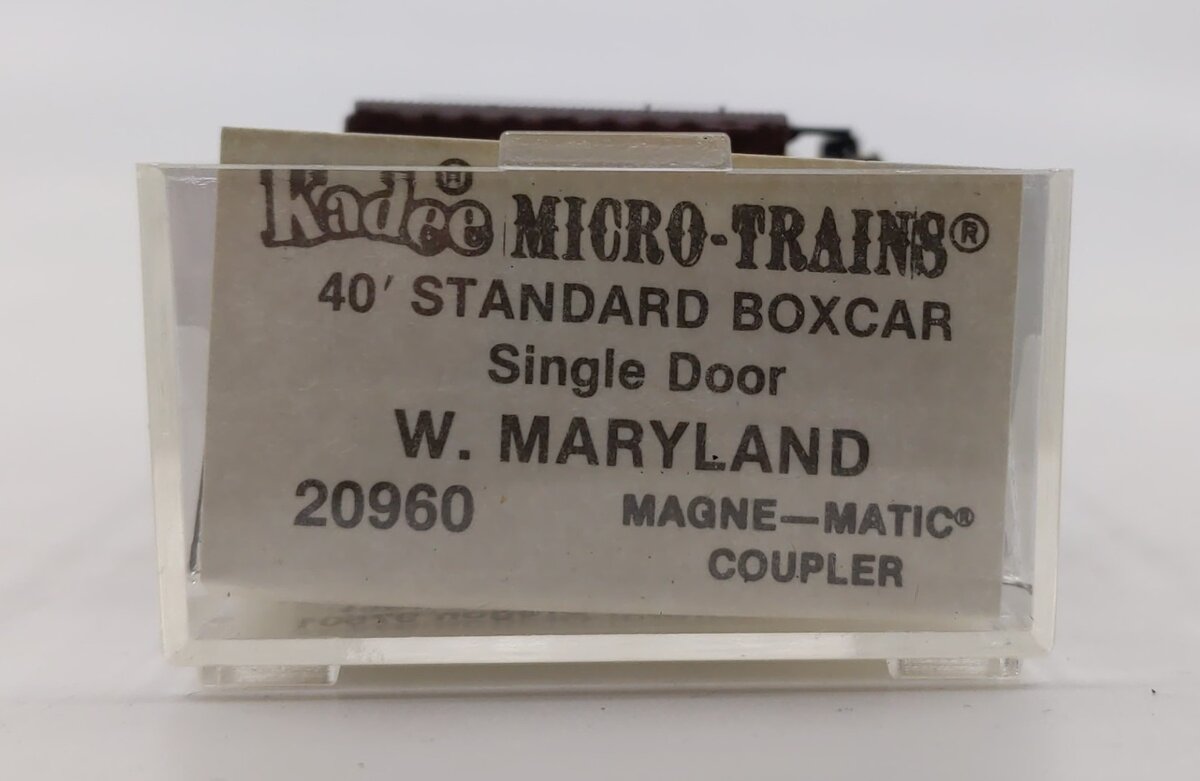 Kadee® MICRO-TRAINS®
40' STANDARD BOXCAR
Single Door
W. MARYLAND
20960 MAGNE—MATIC®
COUPLER